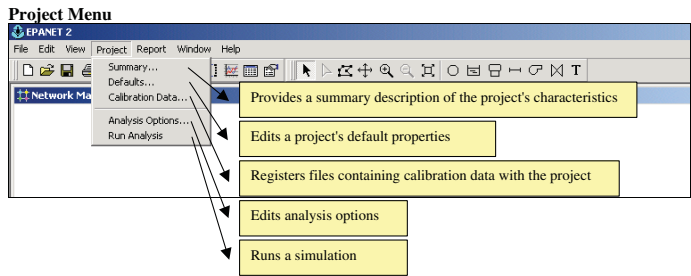 Project Menu
EPANET 2
File Edit View Project Report Window Help
T
Summary...
Defaults...
Calibration Data...
Analysis Options...
Run Analysis
Network Ma
Provides a summary description of the project's characteristics
Edits a project's default properties
Registers files containing calibration data with the project
Edits analysis options
Runs a simulation